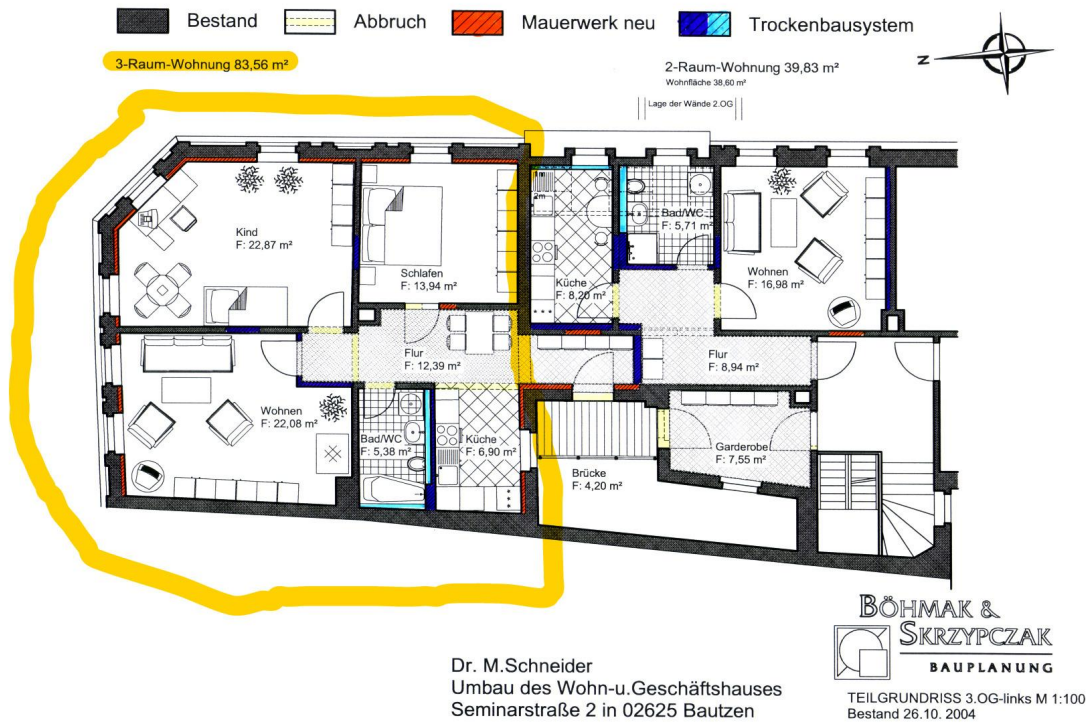 Bestand
Abbruch
Mauerwerk neu
Trockenbausystem
3-Raum-Wohnung 83,56 m²
2-Raum-Wohnung 39,83 m²
Wohnfläche 38,60 m²
Lage der Wände 2.OG
N
1m
2m
Kind
F: 22,87 m²
Schlafen
F: 13,94 m²
Küche
F: 8,20 m²
Bad/WC
F: 5,71 m²
Wohnen
F: 16,98 m²
Flur
F: 12,39 m²
Flur
F: 8,94 m²
Wohnen
F: 22,08 m²
Bad/WC
F: 5,38 m²
Küche
F: 6,90 m²
Brücke
F: 4,20 m²
Garderobe
F: 7,55 m²
BÖHMAK &
SKRZYPCZAK
BAUPLANUNG
Dr. M.Schneider
Umbau des Wohn-u.Geschäftshauses
Seminarstraße 2 in 02625 Bautzen
TEILGRUNDRISS 3.OG-links M 1:100
Bestand 26.10. 2004